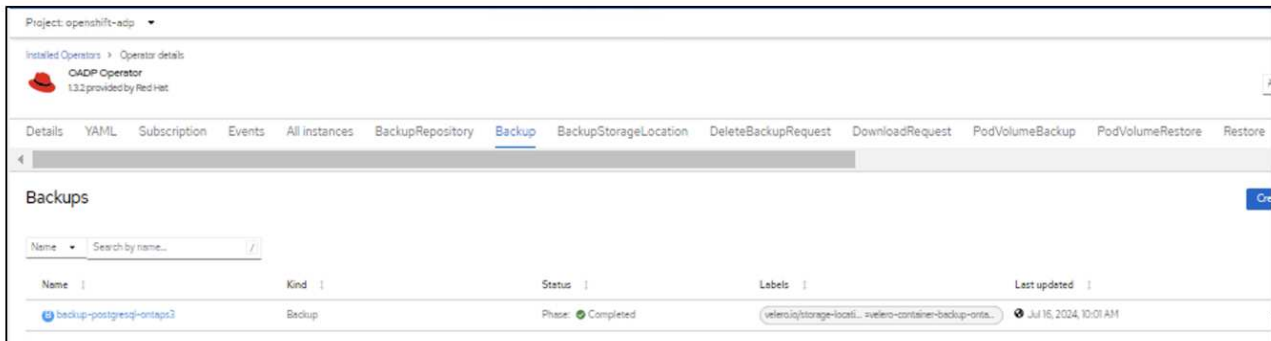 Project: openshift-adp
Installed Operators > Operator details
OADP Operator
1.3.2 provided by Red Hat
A
Details YAML Subscription Events All instances BackupRepository Backup BackupStorageLocation DeleteBackupRequest DownloadRequest PodVolumeBackup PodVolumeRestore Restore
Backups
Cre
Name Search by name... /
Name Kind Status Labels Last updated
backup-postgresql-ontaps3 Backup Phase: Completed velero.io/storage-locati... =velero-container-backup-onta... Jul 16, 2024, 10:01 AM